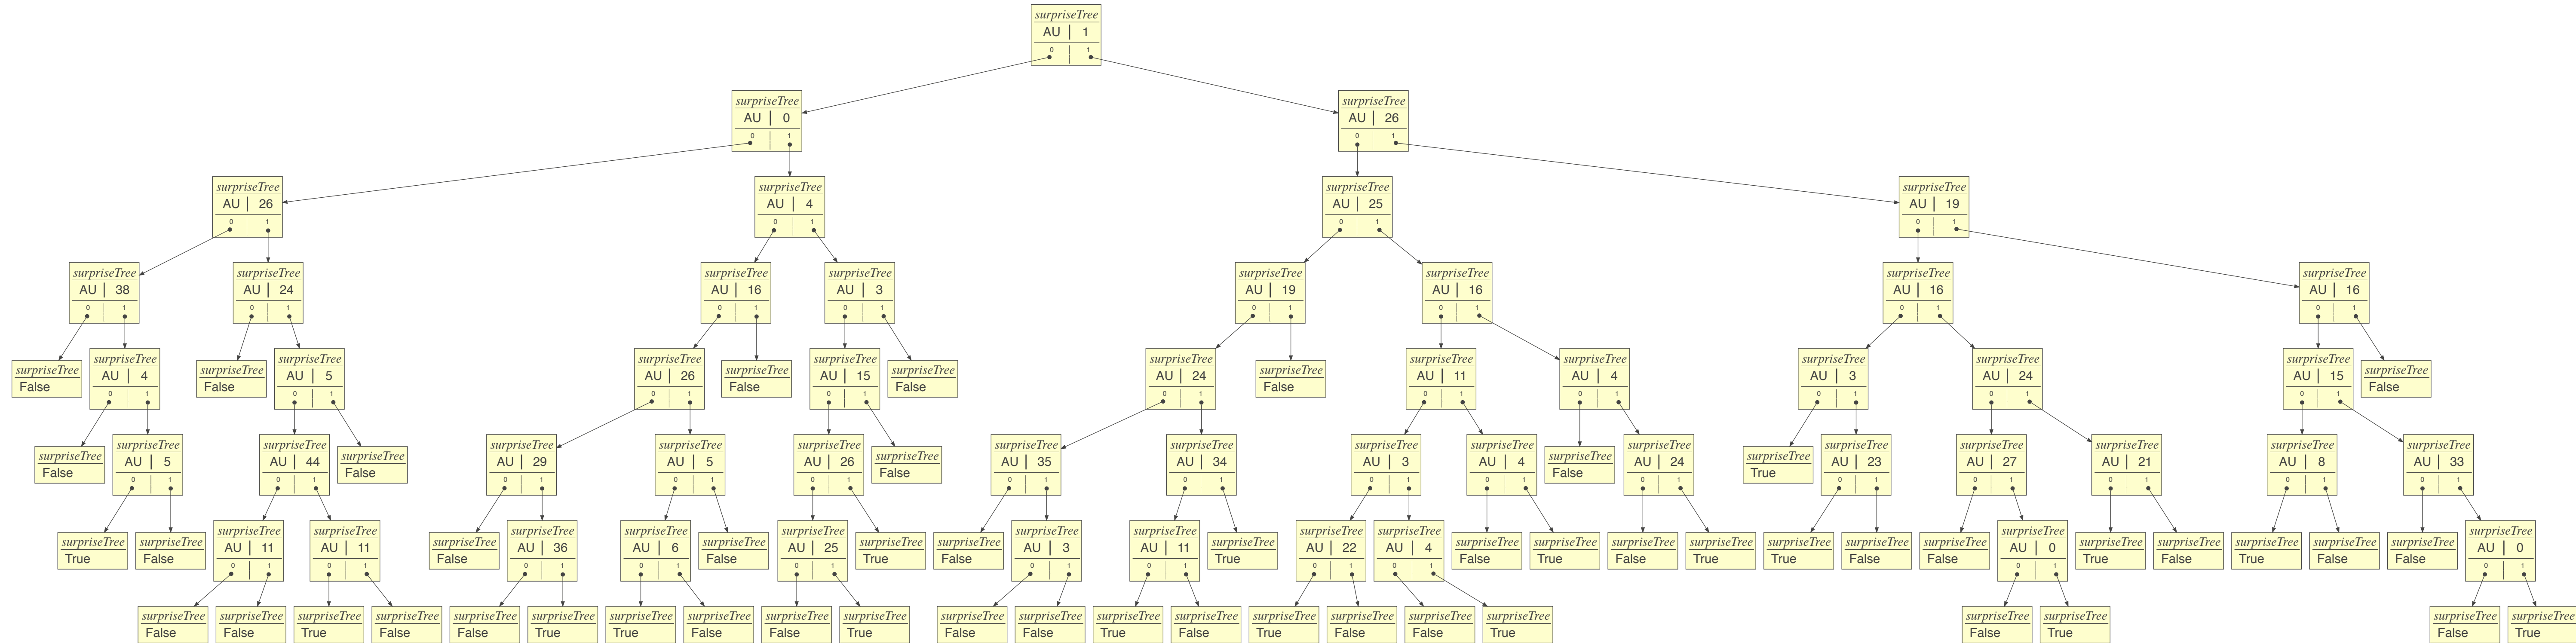 surpriseTree
AU | 1
0 1
surpriseTree
AU | 0
0 1
surpriseTree
AU | 26
0 1
surpriseTree
AU | 26
0 1
surpriseTree
AU | 4
0 1
surpriseTree
AU | 25
0 1
surpriseTree
AU | 19
0 1
surpriseTree
AU | 38
0 1
surpriseTree
AU | 24
0 1
surpriseTree
AU | 16
0 1
surpriseTree
AU | 3
0 1
surpriseTree
AU | 19
0 1
surpriseTree
AU | 16
0 1
surpriseTree
AU | 16
0 1
surpriseTree
AU | 16
0 1
surpriseTree
False
surpriseTree
AU | 4
0 1
surpriseTree
False
surpriseTree
AU | 5
0 1
surpriseTree
AU | 26
0 1
surpriseTree
False
surpriseTree
AU | 15
0 1
surpriseTree
False
surpriseTree
AU | 24
0 1
surpriseTree
False
surpriseTree
AU | 11
0 1
surpriseTree
AU | 4
0 1
surpriseTree
AU | 3
0 1
surpriseTree
AU | 24
0 1
surpriseTree
AU | 15
0 1
surpriseTree
False
surpriseTree
False
surpriseTree
AU | 5
0 1
surpriseTree
AU | 44
0 1
surpriseTree
False
surpriseTree
AU | 29
0 1
surpriseTree
AU | 5
0 1
surpriseTree
AU | 26
0 1
surpriseTree
False
surpriseTree
AU | 35
0 1
surpriseTree
AU | 34
0 1
surpriseTree
AU | 3
0 1
surpriseTree
AU | 4
0 1
surpriseTree
False
surpriseTree
AU | 24
0 1
surpriseTree
True
surpriseTree
AU | 23
0 1
surpriseTree
AU | 27
0 1
surpriseTree
AU | 21
0 1
surpriseTree
AU | 8
0 1
surpriseTree
AU | 33
0 1
surpriseTree
True
surpriseTree
False
surpriseTree
AU | 11
0 1
surpriseTree
AU | 11
0 1
surpriseTree
False
surpriseTree
AU | 36
0 1
surpriseTree
AU | 6
0 1
surpriseTree
False
surpriseTree
AU | 25
0 1
surpriseTree
True
surpriseTree
False
surpriseTree
AU | 3
0 1
surpriseTree
AU | 11
0 1
surpriseTree
True
surpriseTree
AU | 22
0 1
surpriseTree
AU | 4
0 1
surpriseTree
False
surpriseTree
True
surpriseTree
False
surpriseTree
True
surpriseTree
True
surpriseTree
False
surpriseTree
False
surpriseTree
AU | 0
0 1
surpriseTree
True
surpriseTree
False
surpriseTree
True
surpriseTree
False
surpriseTree
False
surpriseTree
AU | 0
0 1
surpriseTree
False
surpriseTree
False
surpriseTree
True
surpriseTree
False
surpriseTree
False
surpriseTree
True
surpriseTree
True
surpriseTree
False
surpriseTree
False
surpriseTree
True
surpriseTree
False
surpriseTree
False
surpriseTree
True
surpriseTree
False
surpriseTree
True
surpriseTree
False
surpriseTree
False
surpriseTree
True
surpriseTree
False
surpriseTree
True
surpriseTree
False
surpriseTree
True